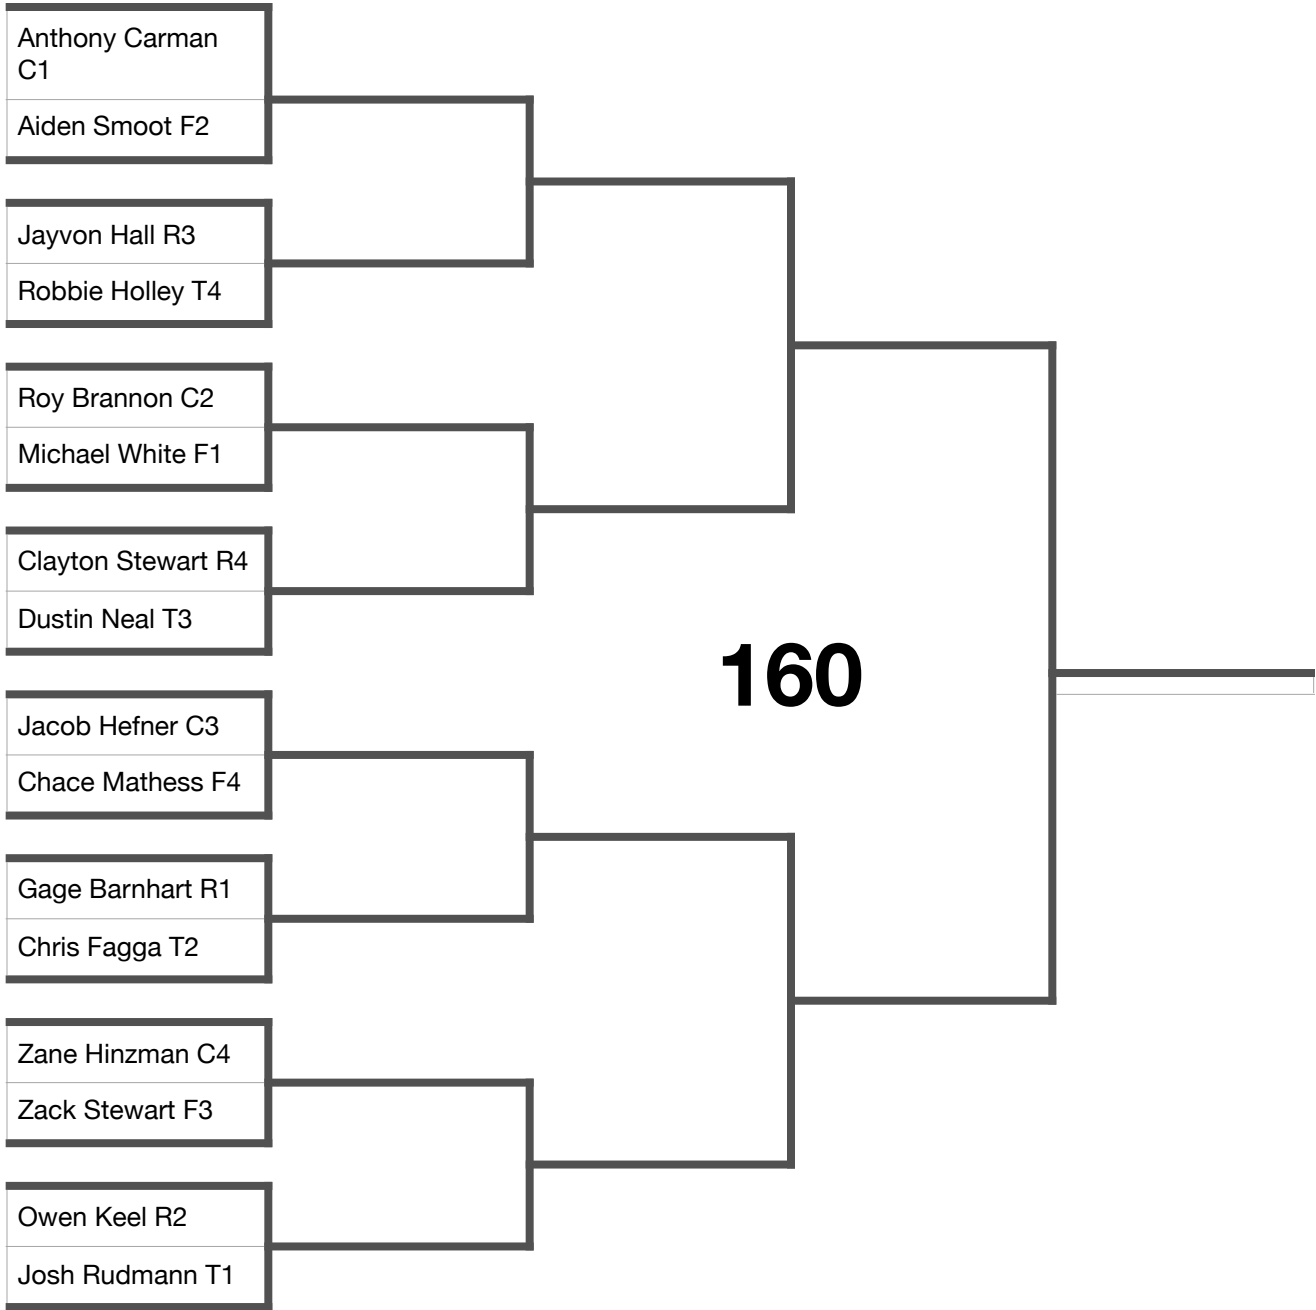 Anthony Carman
C1
Aiden Smoot F2
Jayvon Hall R3
Robbie Holley T4
Roy Brannon C2
Michael White F1
Clayton Stewart R4
Dustin Neal T3
160
Jacob Hefner C3
Chace Mathess F4
Gage Barnhart R1
Chris Fagga T2
Zane Hinzman C4
Zack Stewart F3
Owen Keel R2
Josh Rudmann T1